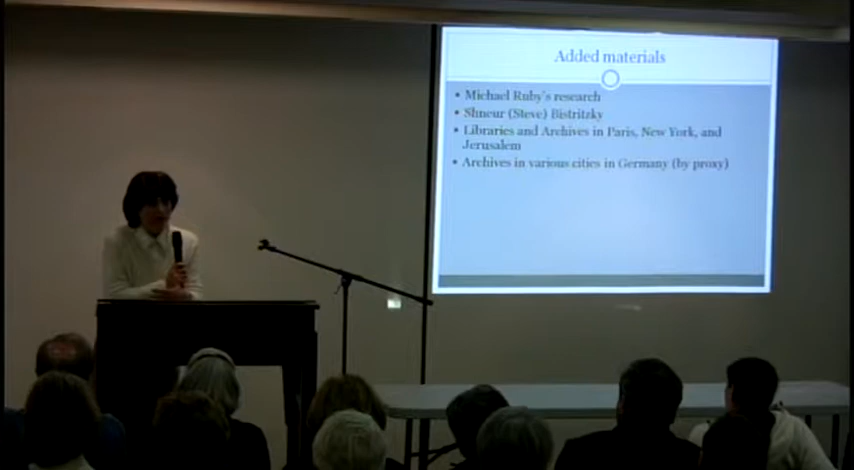 Added materials
• Michael Ruby's research
• Shneur (Steve) Bistritzky
• Libraries and Archives in Paris, New York, and
Jerusalem
• Archives in various cities in Germany (by proxy)